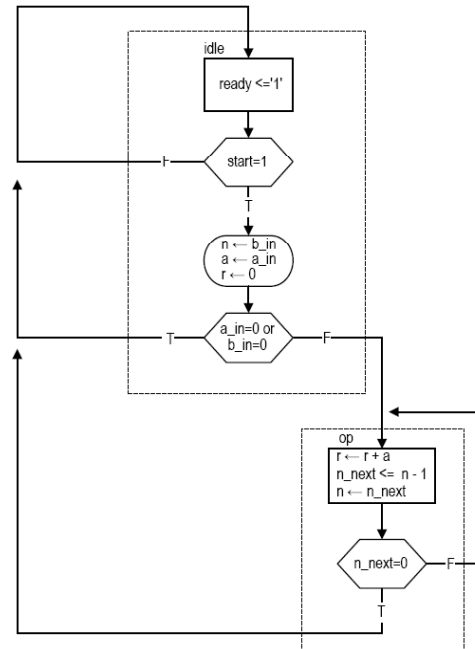 idle
ready <='1'
F
start=1
T
n ← b_in
a ← a_in
r ← 0
T
a_in=0 or
b_in=0
F
op
r ← r + a
n_next <= n - 1
n ← n_next
n_next=0
F
T